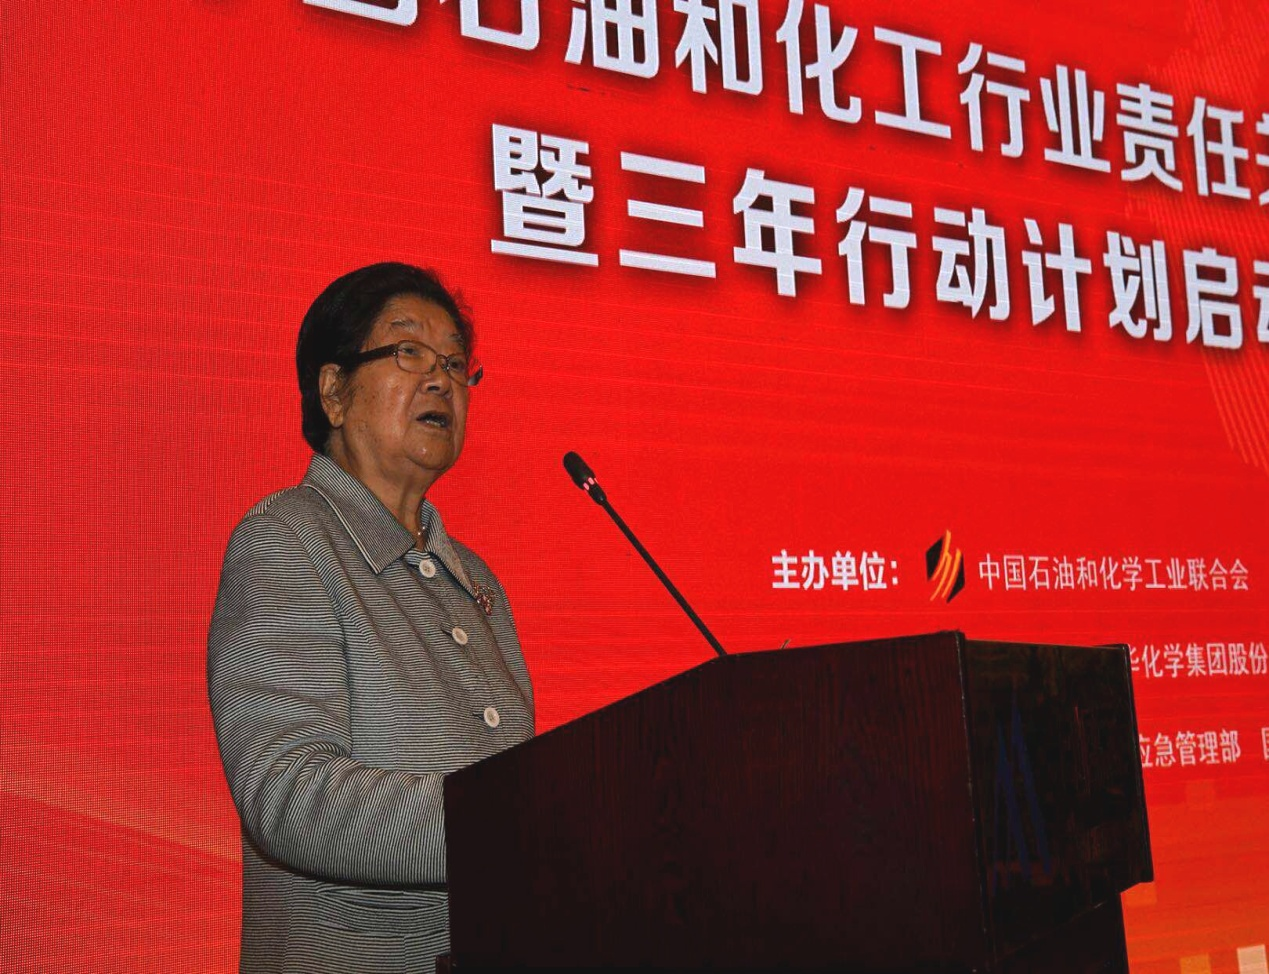 石油和化工行业责任
暨三年行动计划启动
主办单位： 中国石油和化学工业联合会
华化学集团股份
应急管理部